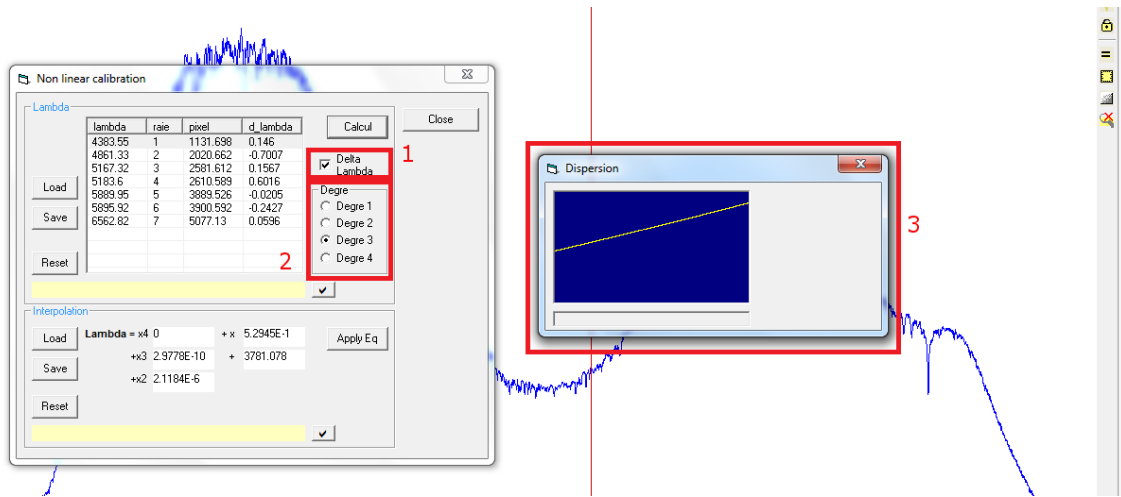 Non linear calibration
Lambda
lambda raie pixel d_lambda
4383.55 1 1131.698 0.146
4861.33 2 2020.662 -0.7007
5167.32 3 2581.612 0.1567
5183.6 4 2610.589 0.6016
5889.95 5 3889.526 -0.0205
5895.92 6 3900.592 -0.2427
6562.82 7 5077.13 0.0596
Load
Save
Reset
Calcul
Close
Delta
Lambda
1
Degre
Degre 1
Degre 2
Degre 3
Degre 4
2
Interpolation
Load
Save
Reset
Lambda = x4 0 + x 5.2945E-1
+x3 2.9778E-10 + 3781.078
+x2 2.1184E-6
Apply Eq
Dispersion
3